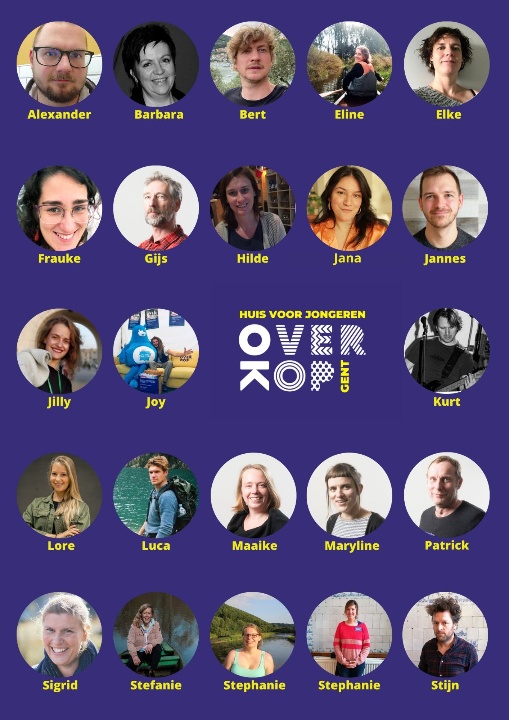 Alexander
Barbara
Bert
Eline
Elke
Frauke
Gijs
Hilde
Jana
Jannes
HUIS VOOR JONGEREN
OVER
KOP
GENT
Jilly
Joy
Kurt
Lore
Luca
Maaike
Maryline
Patrick
Sigrid
Stefanie
Stephanie
Stephanie
Stijn